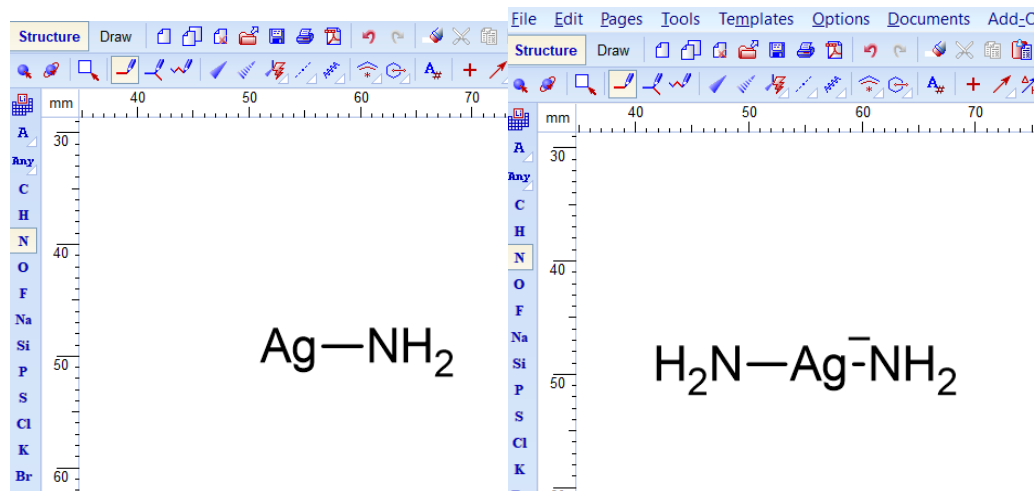 File Edit Pages Tools Templates Options Documents Add-O
Structure Draw
Structure Draw
A#
A#
mm 40 50 60 70
mm 40 50 60 70
30
A
Any
C
H
N
40
O
F
Na
Si
50
P
S
Cl
K
Br
60
Ag—NH2
30
A
Any
C
H
N
40
O
F
Na
Si
50
P
S
Cl
K
H2N—Ag-NH2